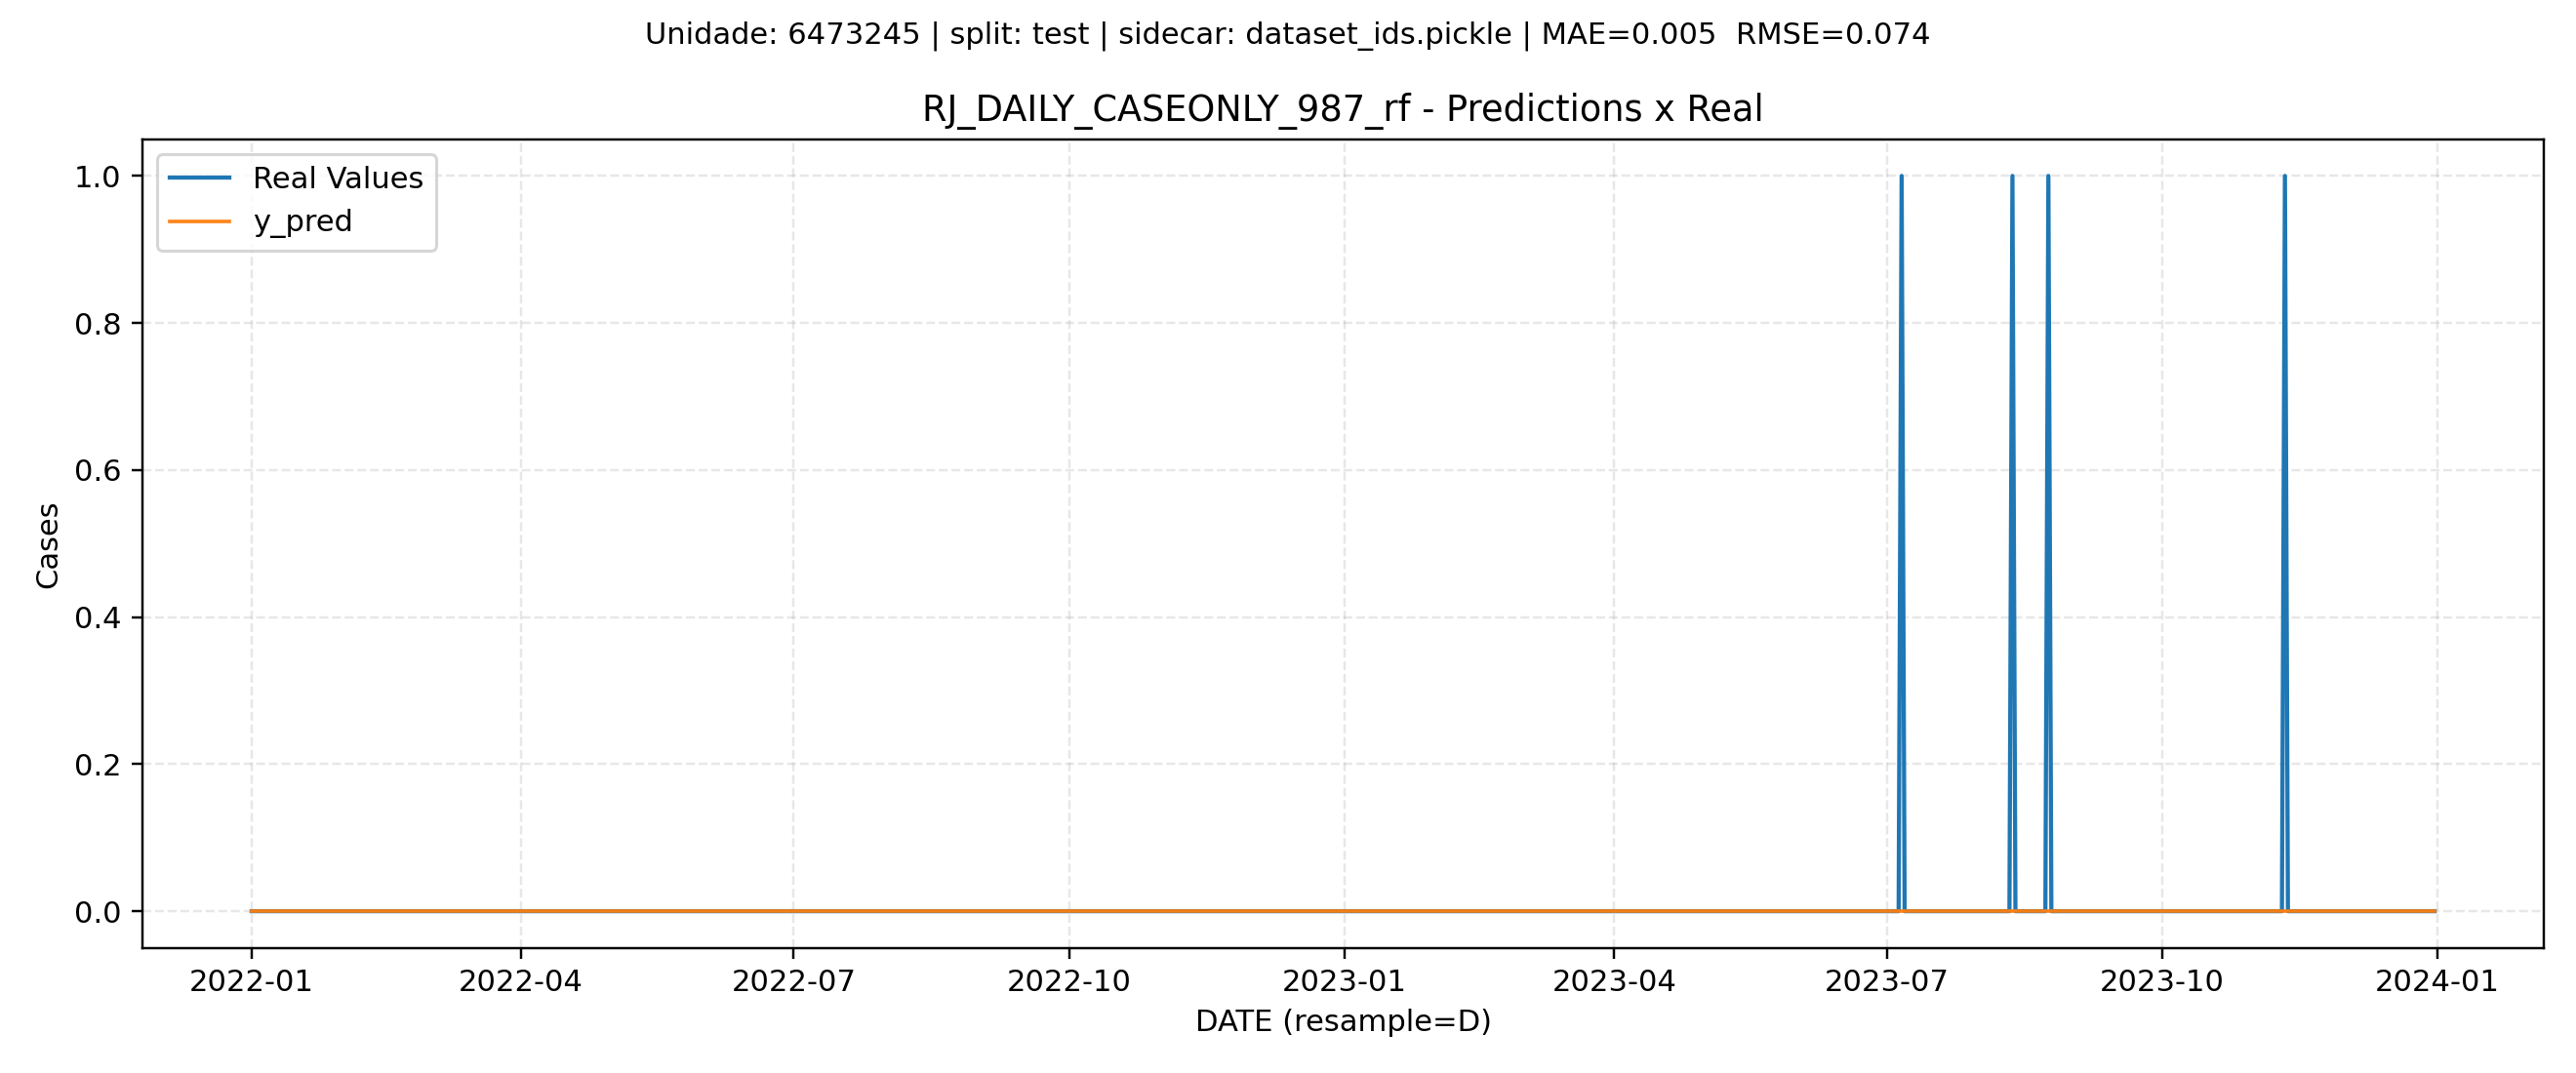 Unidade: 6473245 | split: test | sidecar: dataset_ids.pickle | MAE=0.005  RMSE=0.074
RJ_DAILY_CASEONLY_987_rf - Predictions x Real
Real Values
y_pred
1.0
0.8
0.6
0.4
0.2
0.0
Cases
2022-01
2022-04
2022-07
2022-10
2023-01
2023-04
2023-07
2023-10
2024-01
DATE (resample=D)